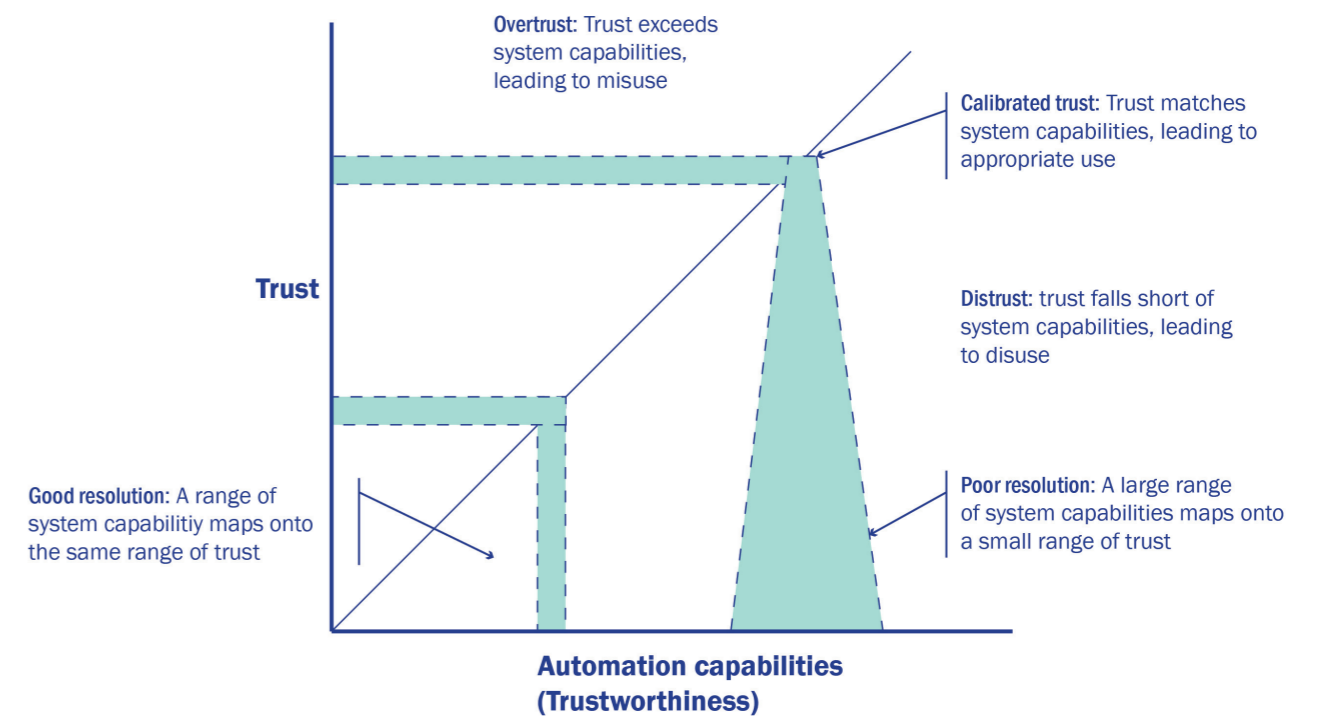 Overtrust: Trust exceeds
system capabilities,
leading to misuse
Calibrated trust: Trust matches
system capabilities, leading to
appropriate use
Trust
Distrust: trust falls short of
system capabilities, leading
to disuse
Good resolution: A range of
system capabilitiy maps onto
the same range of trust
Poor resolution: A large range
of system capabilities maps onto
a small range of trust
Automation capabilities
(Trustworthiness)